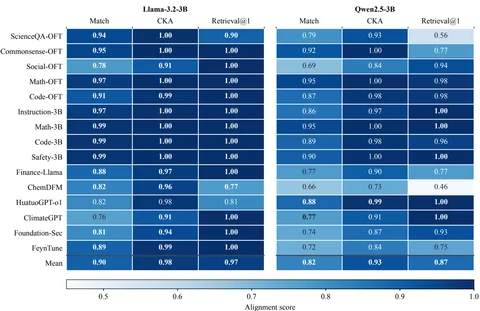 Llama-3.2-3B Qwen2.5-3B
Match CKA Retrieval@1 Match CKA Retrieval@1
ScienceQA-OFT 0.94 1.00 0.90 0.79 0.93 0.56
Commonsense-OFT 0.95 1.00 1.00 0.92 1.00 0.77
Social-OFT 0.78 0.91 1.00 0.69 0.84 0.94
Math-OFT 0.97 1.00 1.00 0.95 1.00 0.98
Code-OFT 0.91 0.99 1.00 0.87 0.98 0.98
Instruction-3B 0.97 1.00 1.00 0.86 0.97 1.00
Math-3B 0.99 1.00 1.00 0.95 1.00 1.00
Code-3B 0.99 1.00 1.00 0.89 0.98 0.96
Safety-3B 0.99 1.00 1.00 0.90 1.00 1.00
Finance-Llama 0.88 0.97 1.00 0.77 0.90 0.77
ChemDFM 0.82 0.96 0.77 0.66 0.73 0.46
HuatuoGPT-o1 0.82 0.98 0.81 0.88 0.99 1.00
ClimateGPT 0.76 0.91 1.00 0.77 0.91 1.00
Foundation-Sec 0.81 0.94 1.00 0.74 0.87 0.93
FeynTune 0.89 0.99 1.00 0.72 0.84 0.75
Mean 0.90 0.98 0.97 0.82 0.93 0.87
0.5 0.6 0.7 0.8 0.9 1.0
Alignment score